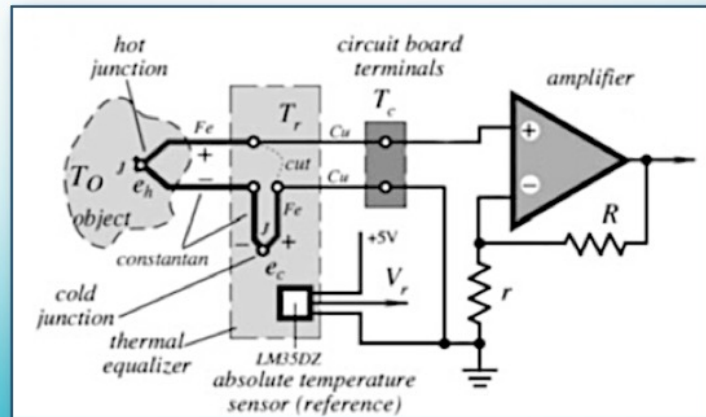 hot
junction
circuit board
terminals
amplifier
Fe
+
−
T_r
Cu
T_c
+
−
T_O
J
e_h
object
cut
Cu
Fe
R
constantan
−
J
+
e_c
+5V
V_r
r
cold
junction
thermal
equalizer
LM35DZ
absolute temperature
sensor (reference)